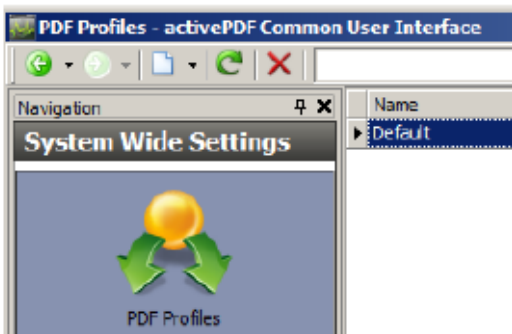 PDF Profiles - activePDF Common User Interface
Navigation
Name
System Wide Settings
Default
PDF Profiles